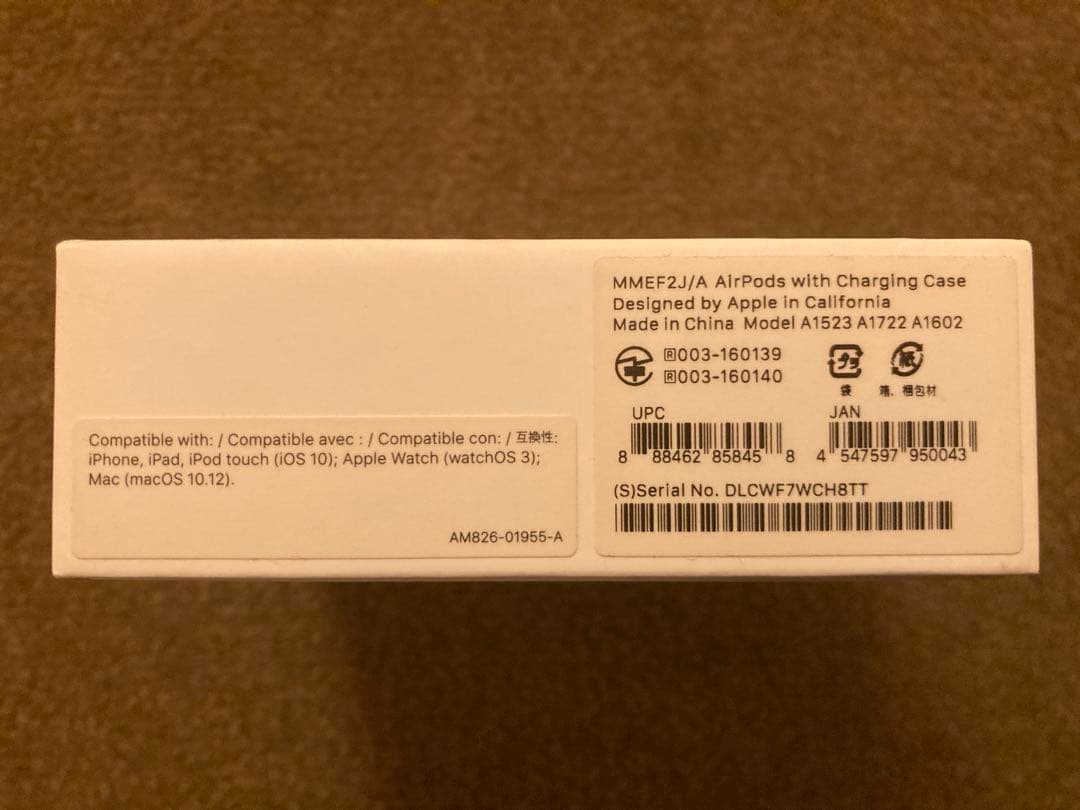 MMEF2J/A AirPods with Charging Case
Designed by Apple in California
Made in China Model A1523 A1722 A1602
R003-160139
R003-160140
プラ
紙
袋
箱、梱包材
UPC
JAN
8 88462 85845 8
4 547597 950043
(S)Serial No. DLCWF7WCH8TT
Compatible with: / Compatible avec : / Compatible con: / 互換性:
iPhone, iPad, iPod touch (iOS 10); Apple Watch (watchOS 3);
Mac (macOS 10.12).
AM826-01955-A